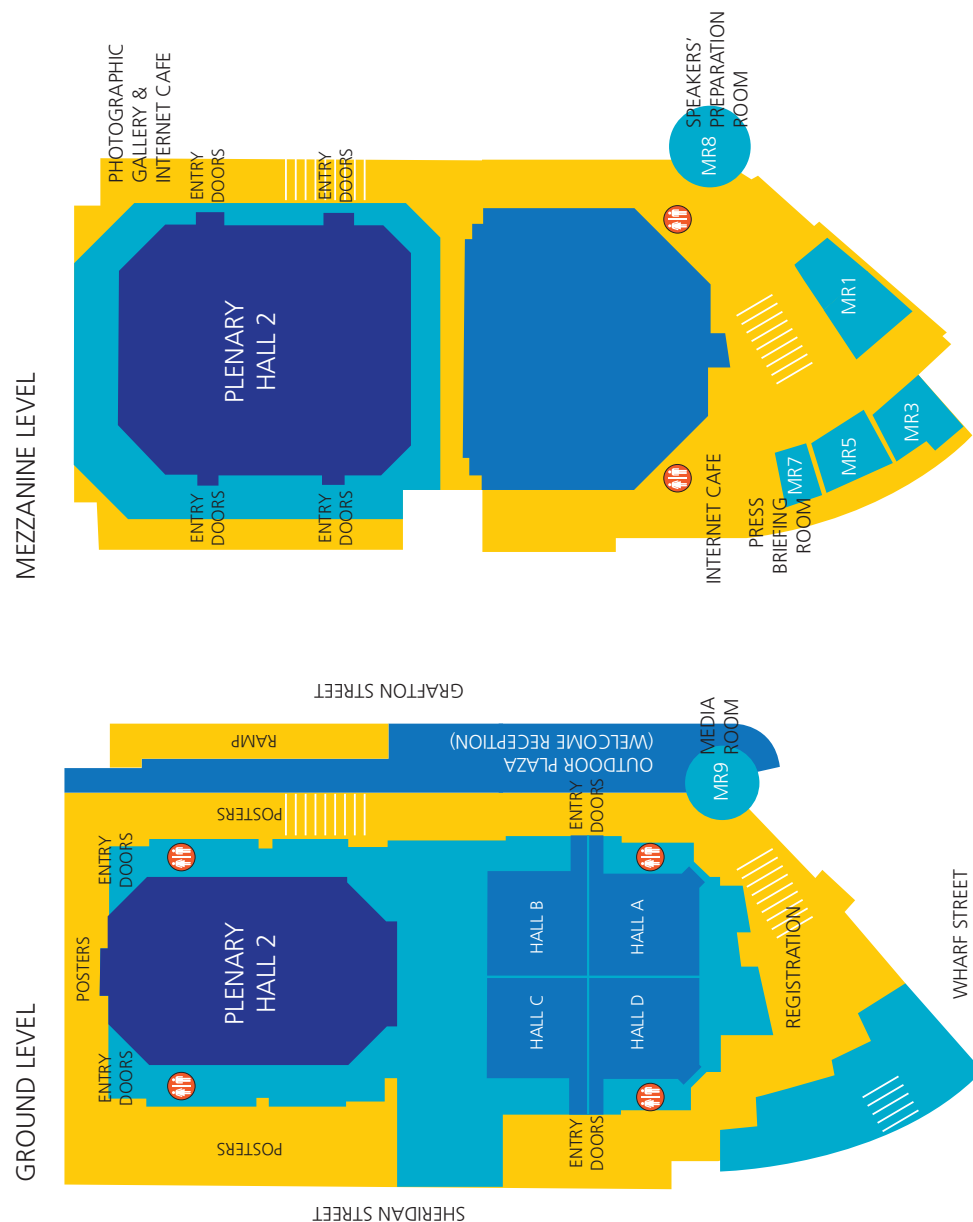 GROUND LEVEL
SHERIDAN STREET
GRAFTON STREET
WHARF STREET
POSTERS
POSTERS
POSTERS
ENTRY
DOORS
ENTRY
DOORS
PLENARY
HALL 2
RAMP
OUTDOOR PLAZA
(WELCOME RECEPTION)
HALL C
HALL B
HALL D
HALL A
ENTRY
DOORS
ENTRY
DOORS
MR9
MEDIA
ROOM
REGISTRATION
MEZZANINE LEVEL
PHOTOGRAPHIC
GALLERY &
INTERNET CAFE
ENTRY
DOORS
ENTRY
DOORS
ENTRY
DOORS
ENTRY
DOORS
PLENARY
HALL 2
INTERNET CAFE
PRESS
BRIEFING
ROOM
MR7
MR5
MR3
MR1
MR8
SPEAKERS’
PREPARATION
ROOM